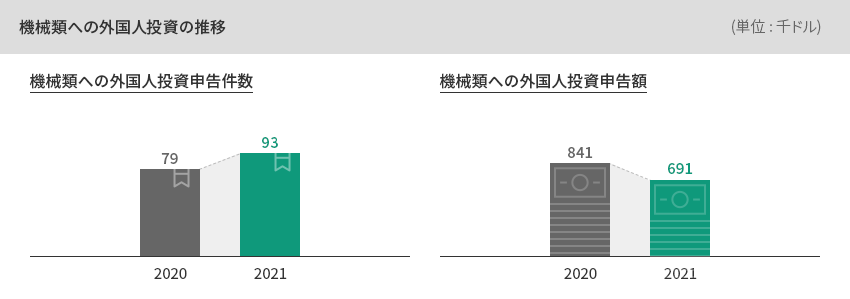 機械類への外国人投資の推移
(単位 : 千ドル)
機械類への外国人投資申告件数
79
93
2020
2021
機械類への外国人投資申告額
841
691
2020
2021